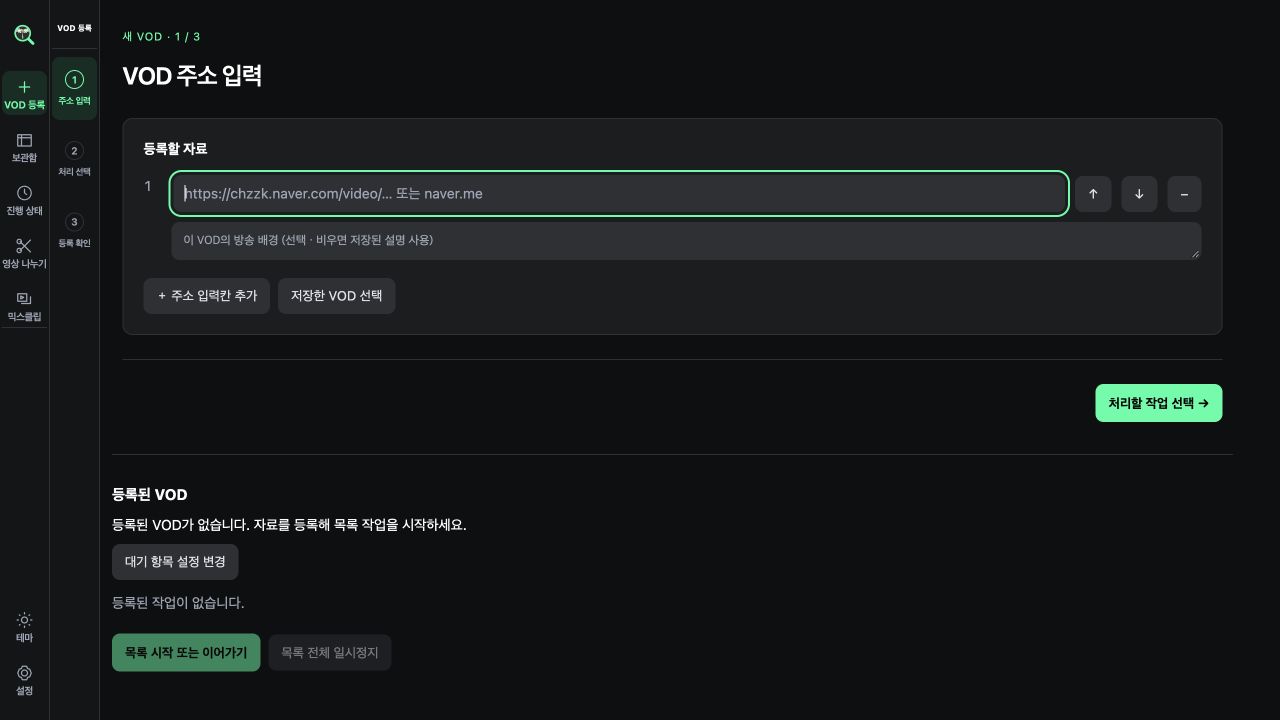 VOD 등록
보관함
진행 상태
영상 나누기
믹스클립
테마
설정
VOD 등록
1
주소 입력
2
처리 선택
3
등록 확인
새 VOD · 1 / 3
VOD 주소 입력
등록할 자료
1
https://chzzk.naver.com/video/... 또는 naver.me
↑
↓
−
이 VOD의 방송 배경 (선택 · 비우면 저장된 설명 사용)
+ 주소 입력칸 추가
저장한 VOD 선택
처리할 작업 선택 →
등록된 VOD
등록된 VOD가 없습니다. 자료를 등록해 목록 작업을 시작하세요.
대기 항목 설정 변경
등록된 작업이 없습니다.
목록 시작 또는 이어가기
목록 전체 일시정지